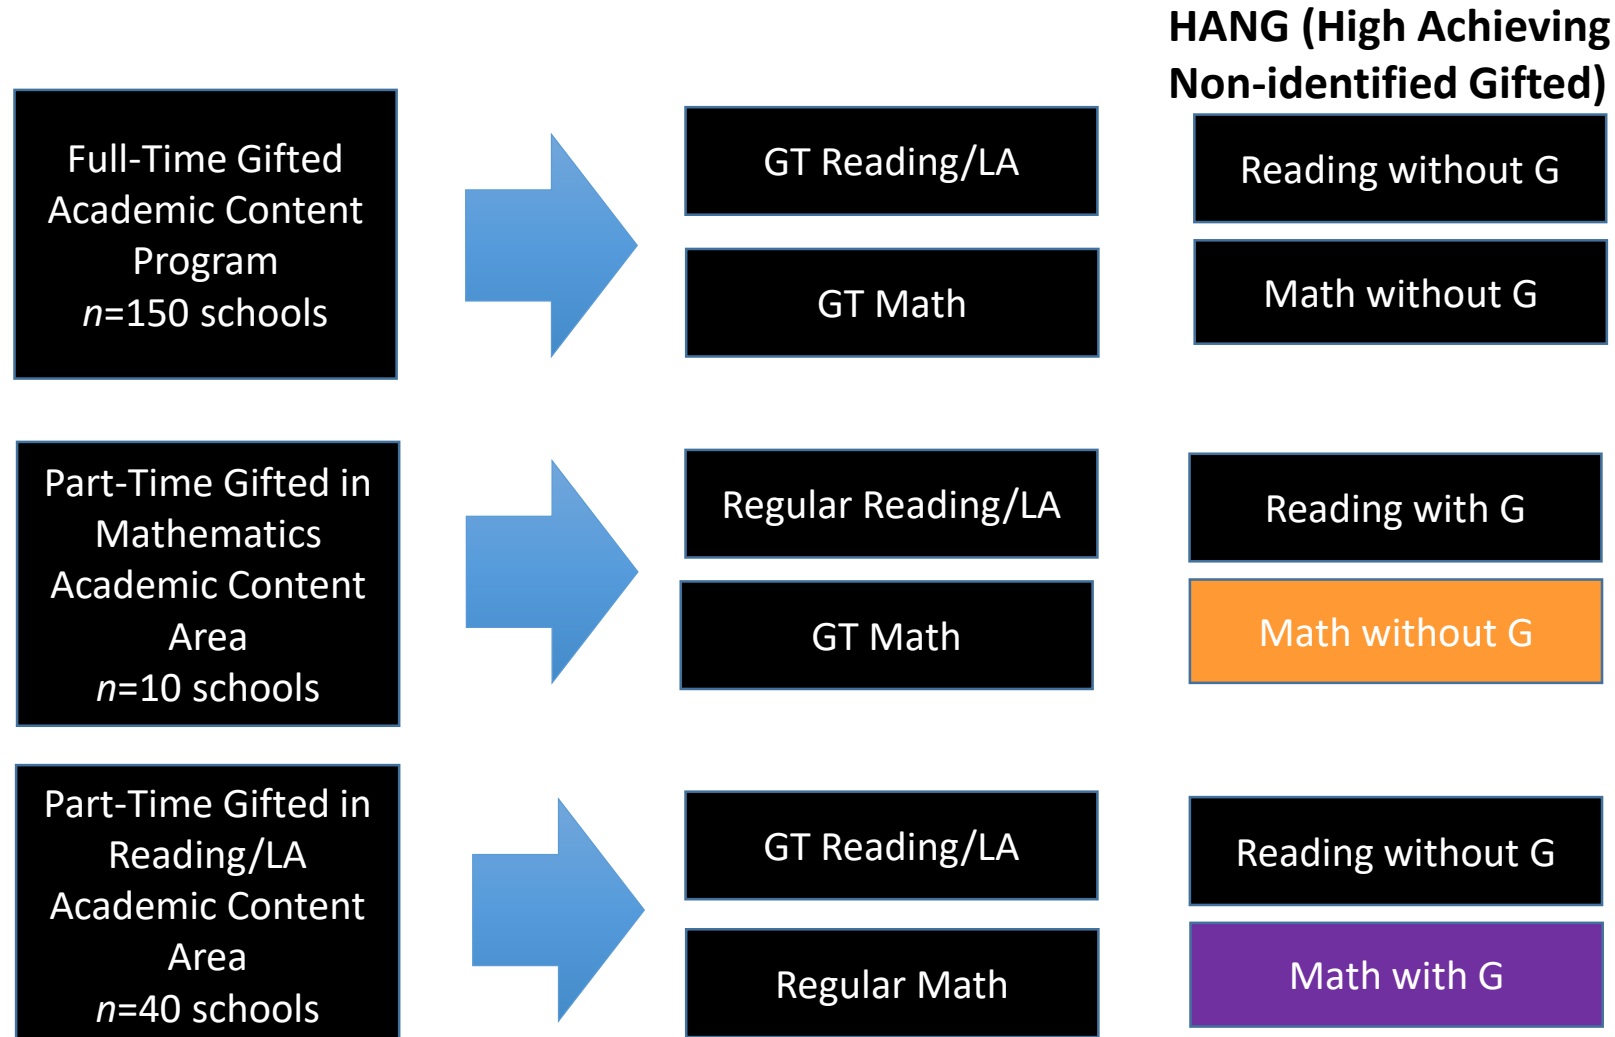 HANG (High Achieving
Non-identified Gifted)
Full-Time Gifted
Academic Content
Program
n=150 schools
GT Reading/LA
GT Math
Reading without G
Math without G
Part-Time Gifted in
Mathematics
Academic Content
Area
n=10 schools
Regular Reading/LA
GT Math
Reading with G
Math without G
Part-Time Gifted in
Reading/LA
Academic Content
Area
n=40 schools
GT Reading/LA
Regular Math
Reading without G
Math with G